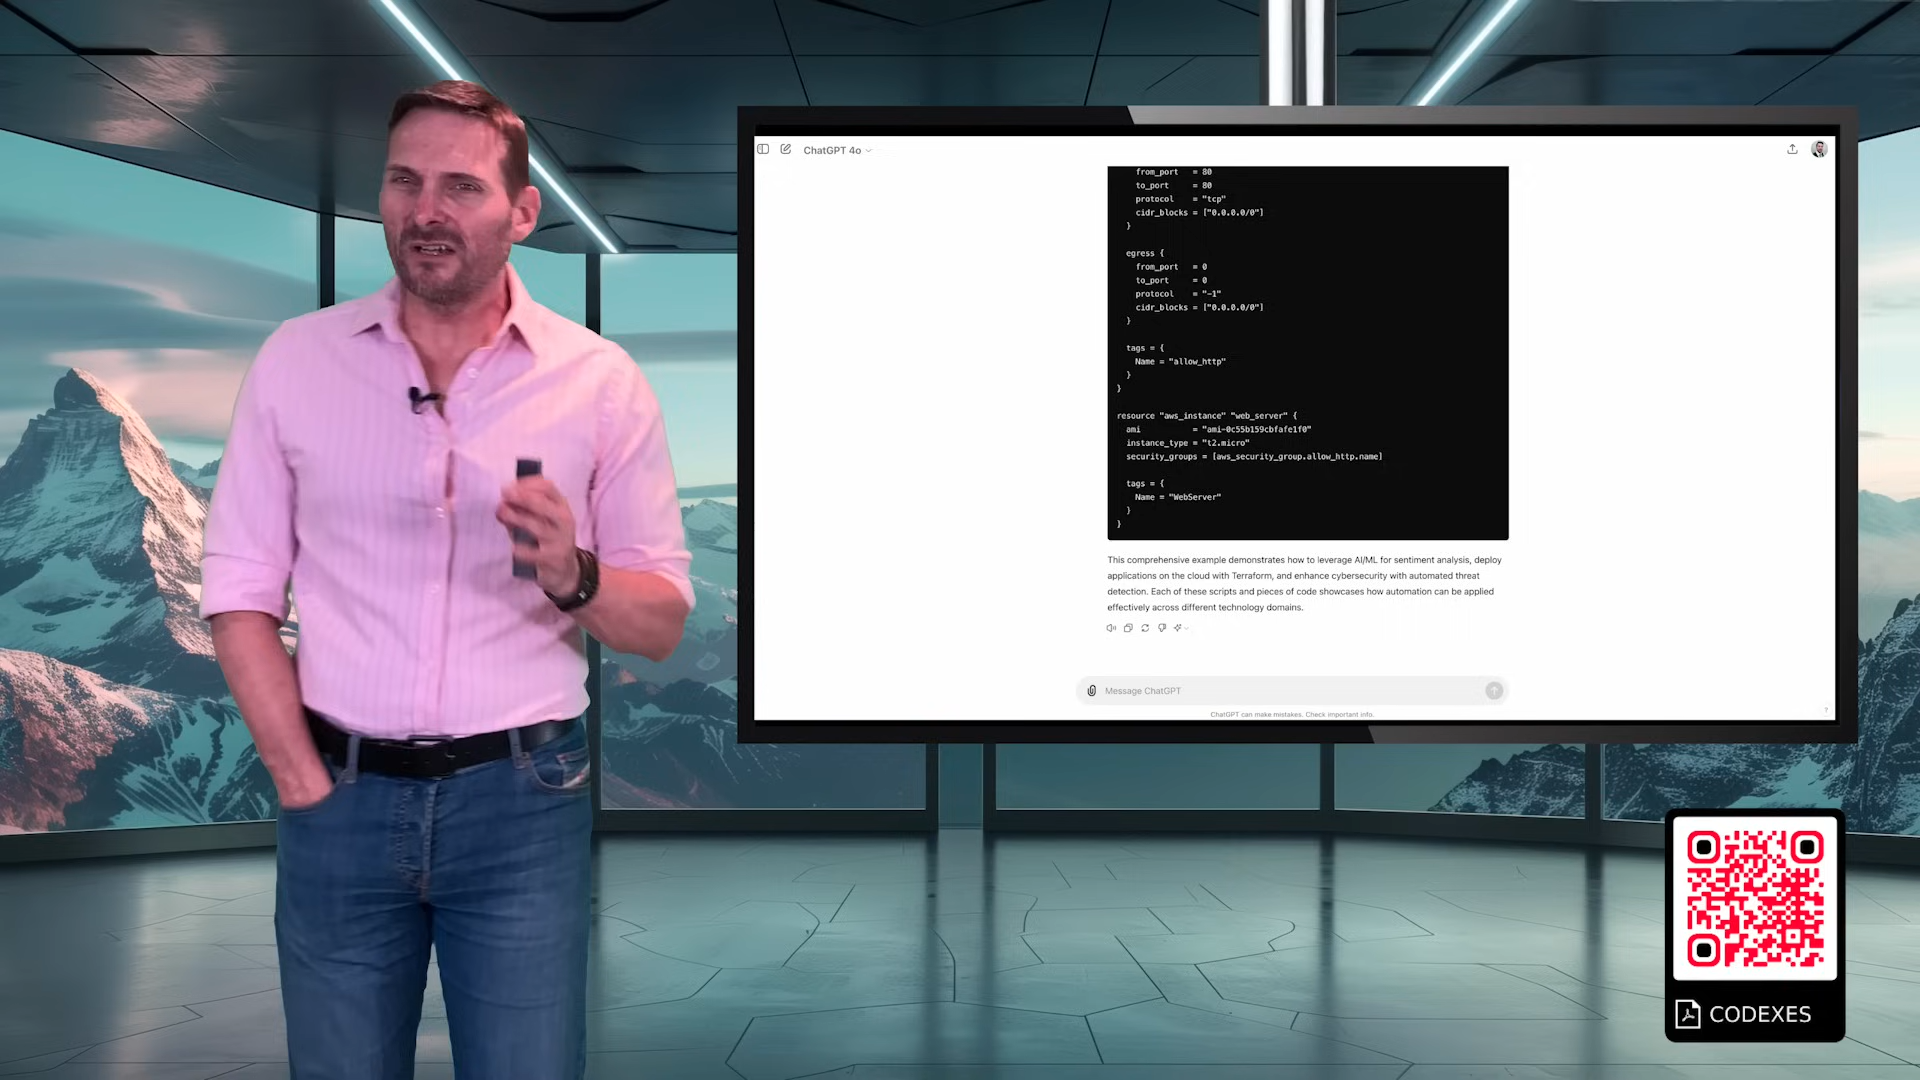 ChatGPT 4o
from_port = 80
to_port = 80
protocol = "tcp"
cidr_blocks = ["0.0.0.0/0"]
}
egress {
from_port = 0
to_port = 0
protocol = "-1"
cidr_blocks = ["0.0.0.0/0"]
}
tags = {
Name = "allow_http"
}
}
resource "aws_instance" "web_server" {
ami = "ami-0c55b159cbfafe1f0"
instance_type = "t2.micro"
security_groups = [aws_security_group.allow_http.name]
tags = {
Name = "WebServer"
}
}
This comprehensive example demonstrates how to leverage AI/ML for sentiment analysis, deploy
applications on the cloud with Terraform, and enhance cybersecurity with automated threat
detection. Each of these scripts and pieces of code showcases how automation can be applied
effectively across different technology domains.
Message ChatGPT
ChatGPT can make mistakes. Check important info.
?
CODEXES